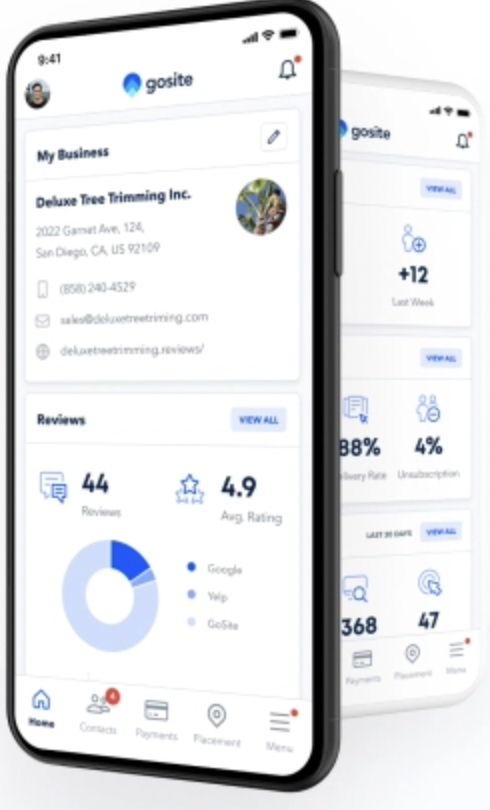 9:41
gosite
My Business
Deluxe Tree Trimming Inc.
2022 Garnet Ave, 124,
San Diego, CA, US 92109
(858) 240-4529
sales@deluxetreetriming.com
deluxetreetrimming.reviews/
Reviews
VIEW ALL
44
Reviews
4.9
Avg. Rating
Google
Yelp
GoSite
Home
4
Contacts
Payments
Placement
Menu
gosite
VIEW ALL
+12
Last Week
VIEW ALL
88%
4%
Rate
Unsubscription
LAST 30 DAYS
VIEW ALL
368
47
Payments
Placement
Menu